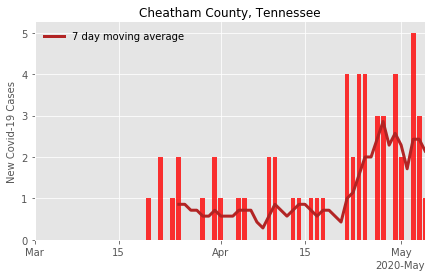 Cheatham County, Tennessee
7 day moving average
New Covid-19 Cases
5
4
3
2
1
0
Mar
15
Apr
15
May
2020-May